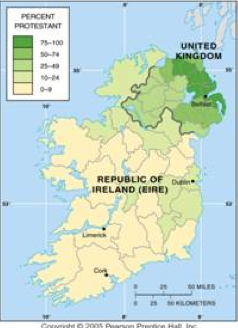 PERCENT
PROTESTANT
75–100
50–74
25–49
10–24
0–9
UNITED
KINGDOM
Belfast
REPUBLIC OF
IRELAND (EIRE)
Dublin
Limerick
Cork
0 25 50 MILES
0 25 50 KILOMETERS
Copyright © 2005 Pearson Prentice Hall, Inc.